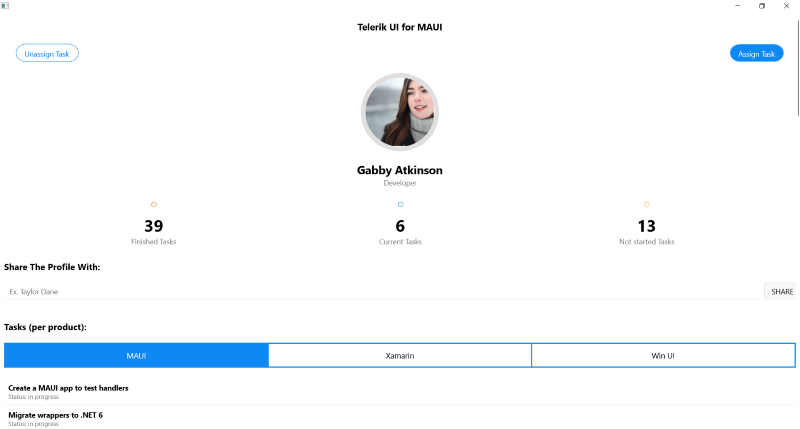 Telerik UI for MAUI
Unassign Task
Assign Task
Gabby Atkinson
Developer
39
6
13
Finished Tasks
Current Tasks
Not started Tasks
Share The Profile With:
Ex. Taylor Dane
SHARE
Tasks (per product):
MAUI
Xamarin
Win UI
Create a MAUI app to test handlers
Status: in progress
Migrate wrappers to .NET 6
Status: in progress